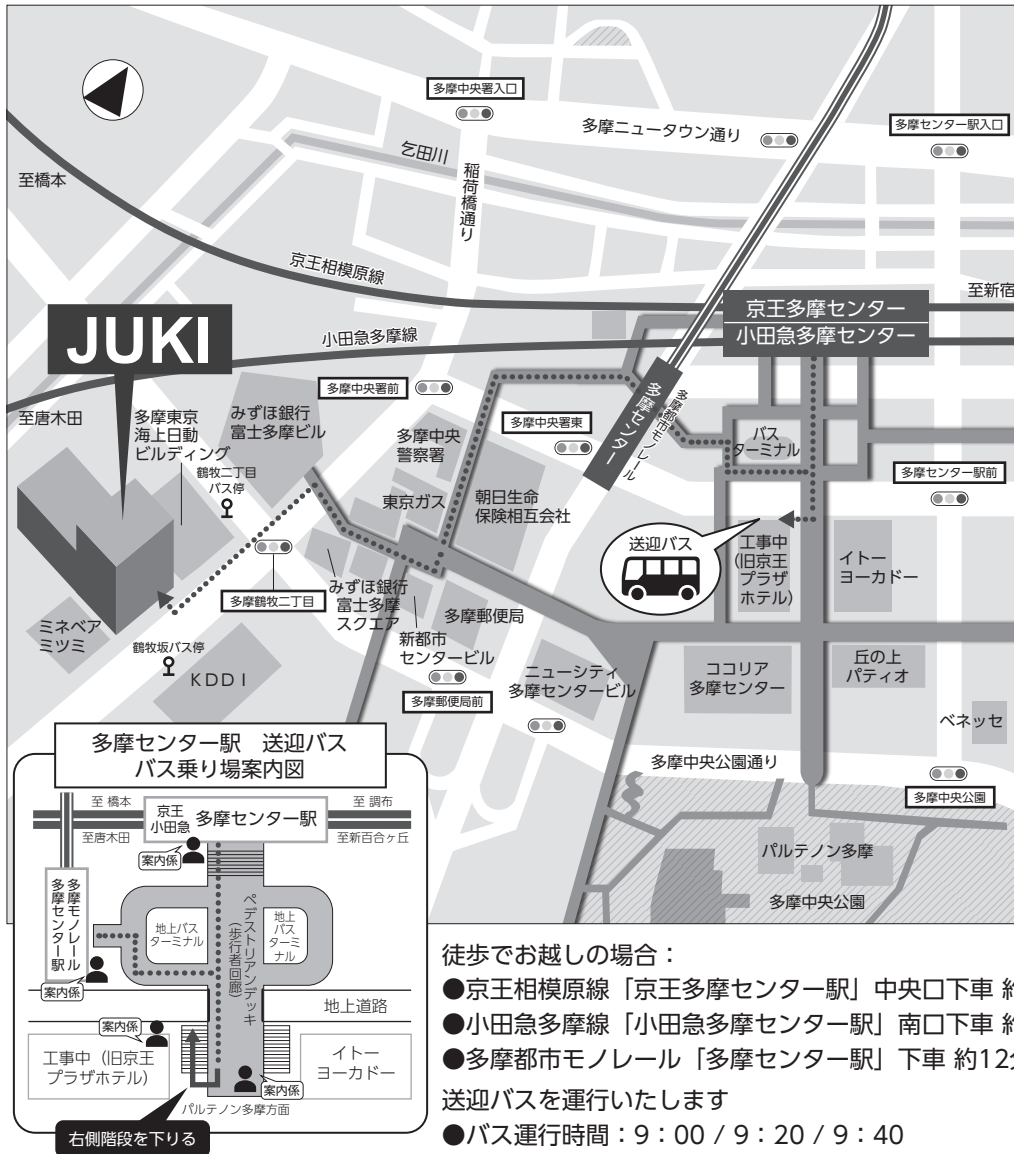 多摩中央署入口
多摩ニュータウン通り
多摩センター駅入口
乞田川
稲荷橋通り
至橋本
京王相模原線
至新宿
京王多摩センター
小田急多摩センター
JUKI
小田急多摩線
多摩中央署前
多摩センター
多摩都市モノレール
至唐木田
多摩東京
海上日動
ビルディング
みずほ銀行
富士多摩ビル
多摩中央
警察署
多摩中央署東
バス
ターミナル
鶴牧二丁目
バス停
東京ガス
朝日生命
保険相互会社
多摩センター駅前
送迎バス
工事中
(旧京王
プラザ
ホテル)
イトー
ヨーカドー
多摩鶴牧二丁目
みずほ銀行
富士多摩
スクエア
多摩郵便局
ミネベア
ミツミ
鶴牧坂バス停
KDDI
新都市
センタービル
多摩郵便局前
ニューシティ
多摩センタービル
ココリア
多摩センター
丘の上
パティオ
ベネッセ
多摩中央公園通り
多摩中央公園
パルテノン多摩
多摩中央公園
多摩センター駅 送迎バス
バス乗り場案内図
至 橋本
京王
小田急
多摩センター駅
至 調布
至唐木田
至新百合ヶ丘
案内係
多摩モノレール
多摩センター駅
地上バス
ターミナル
ペデストリアンデッキ
(歩行者回廊)
地上
バス
ターミ
ナル
案内係
地上道路
案内係
工事中（旧京王
プラザホテル）
イトー
ヨーカドー
案内係
パルテノン多摩方面
右側階段を下りる
徒歩でお越しの場合：
●京王相模原線「京王多摩センター駅」中央口下車 約
●小田急多摩線「小田急多摩センター駅」南口下車 約
●多摩都市モノレール「多摩センター駅」下車 約12分
送迎バスを運行いたします
●バス運行時間：9：00 / 9：20 / 9：40